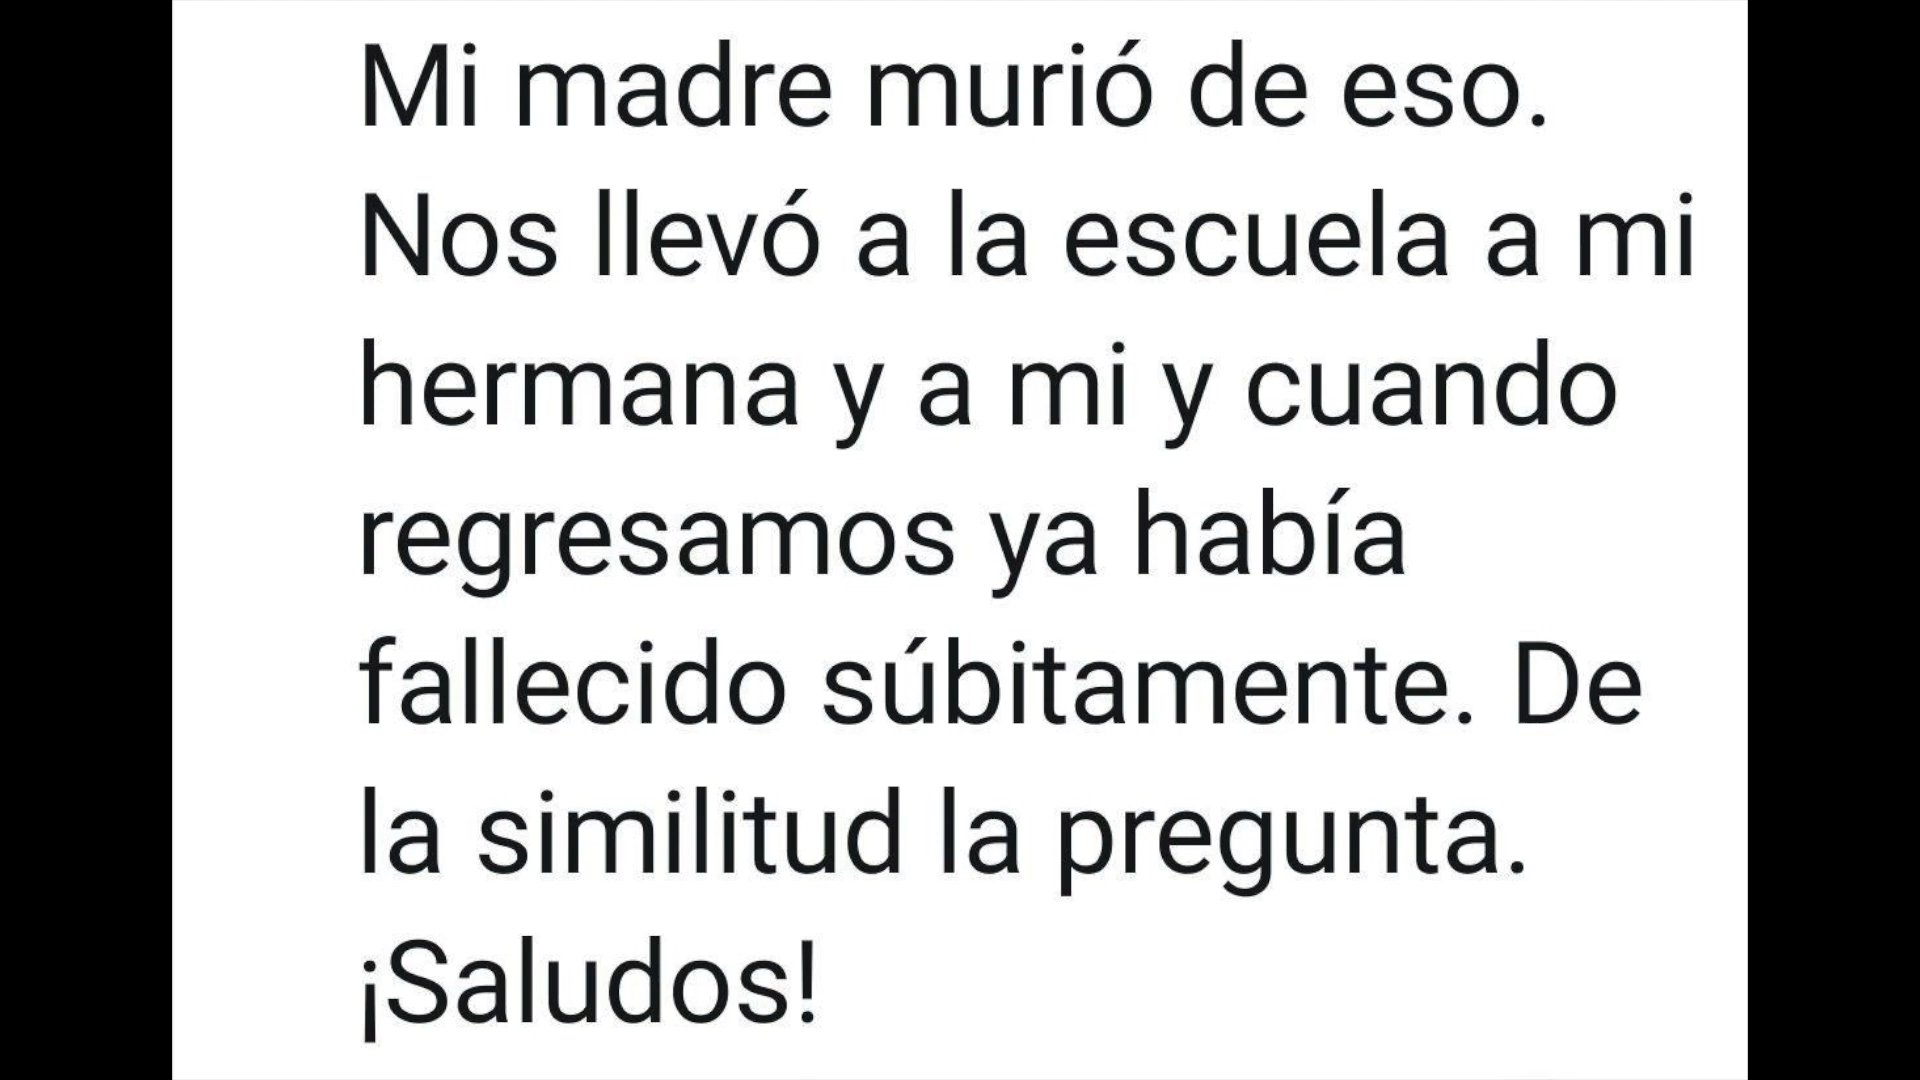 Mi madre murió de eso.
Nos llevó a la escuela a mi
hermana y a mi y cuando
regresamos ya había
fallecido súbitamente. De
la similitud la pregunta.
¡Saludos!